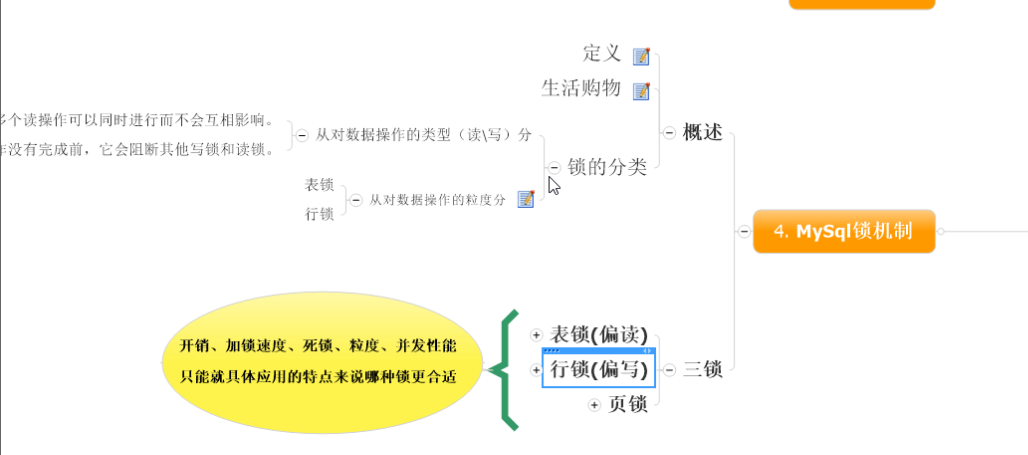 定义
生活购物
多个读操作可以同时进行而不会互相影响。
从对数据操作的类型（读\写）分
作没有完成前，它会阻断其他写锁和读锁。
概述
锁的分类
表锁
从对数据操作的粒度分
行锁
4. MySql锁机制
开销、加锁速度、死锁、粒度、并发性能
只能就具体应用的特点来说哪种锁更合适
表锁(偏读)
行锁(偏写)
三锁
页锁